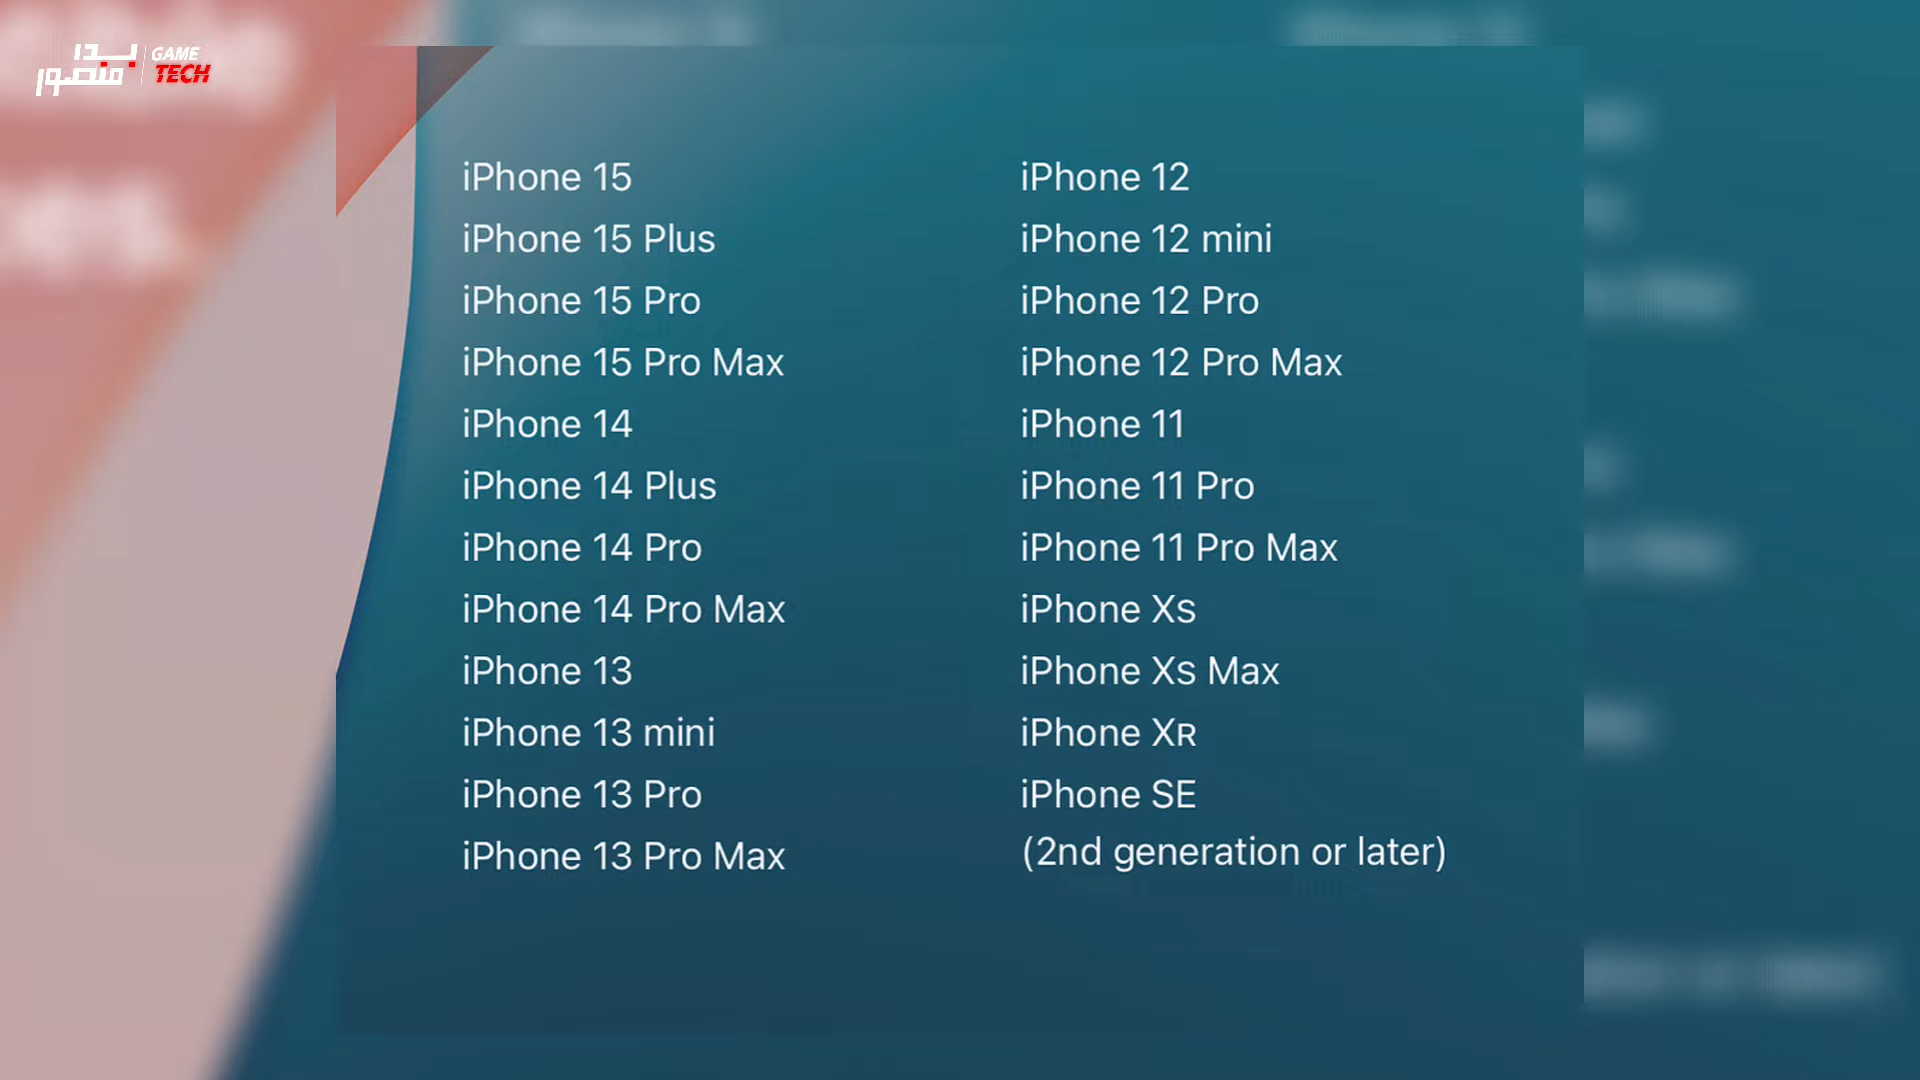 بندر
منصور
GAME
TECH
iPhone 15
iPhone 15 Plus
iPhone 15 Pro
iPhone 15 Pro Max
iPhone 14
iPhone 14 Plus
iPhone 14 Pro
iPhone 14 Pro Max
iPhone 13
iPhone 13 mini
iPhone 13 Pro
iPhone 13 Pro Max
iPhone 12
iPhone 12 mini
iPhone 12 Pro
iPhone 12 Pro Max
iPhone 11
iPhone 11 Pro
iPhone 11 Pro Max
iPhone Xs
iPhone Xs Max
iPhone XR
iPhone SE
(2nd generation or later)